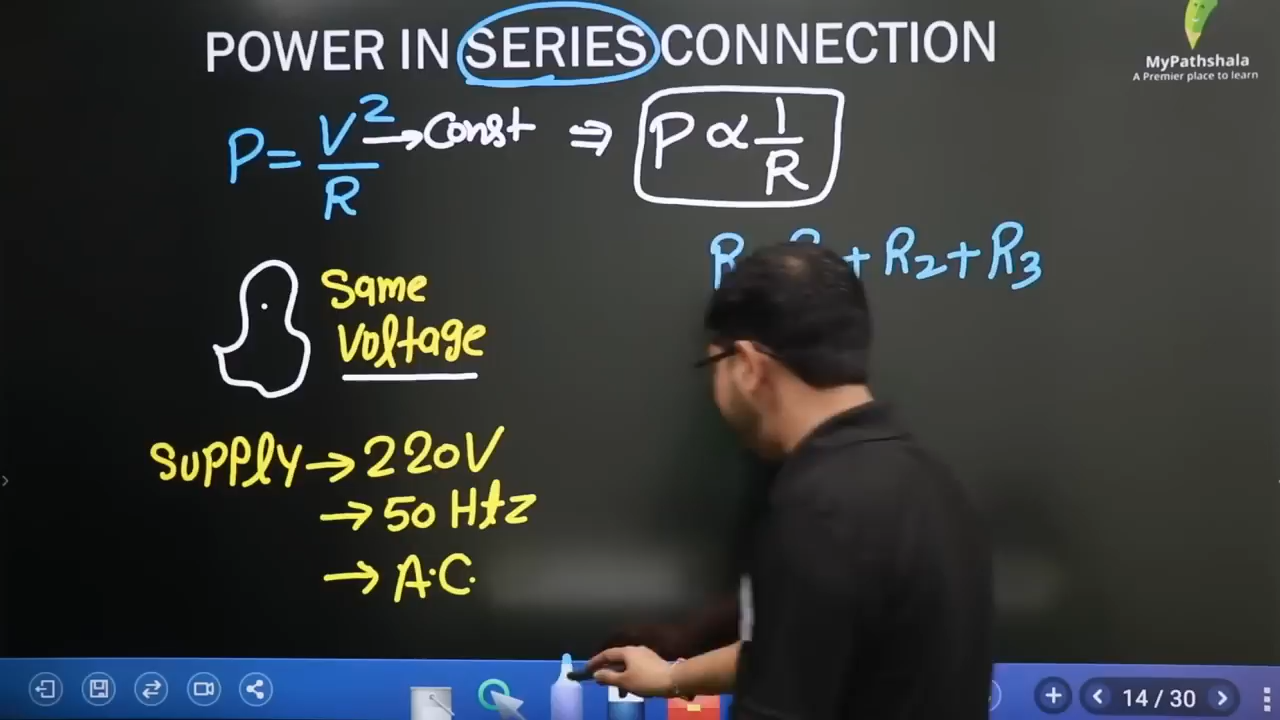 POWER IN SERIES CONNECTION
MyPathshala
A Premier place to learn
P = V²/R → Const ⇒ P ∝ 1/R
R + R₂ + R₃
Same
Voltage
Supply → 220V
→ 50 Htz
→ A.C.
14 / 30